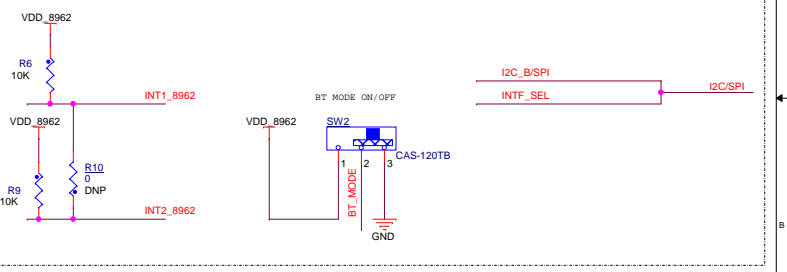 VDD_8962
R6
10K
INT1_8962
VDD_8962
R10
0
DNP
R9
10K
INT2_8962
BT MODE ON/OFF
VDD_8962
SW2
CAS-120TB
1
2
3
BT_MODE
GND
I2C_B/SPI
INTF_SEL
I2C/SPI
B